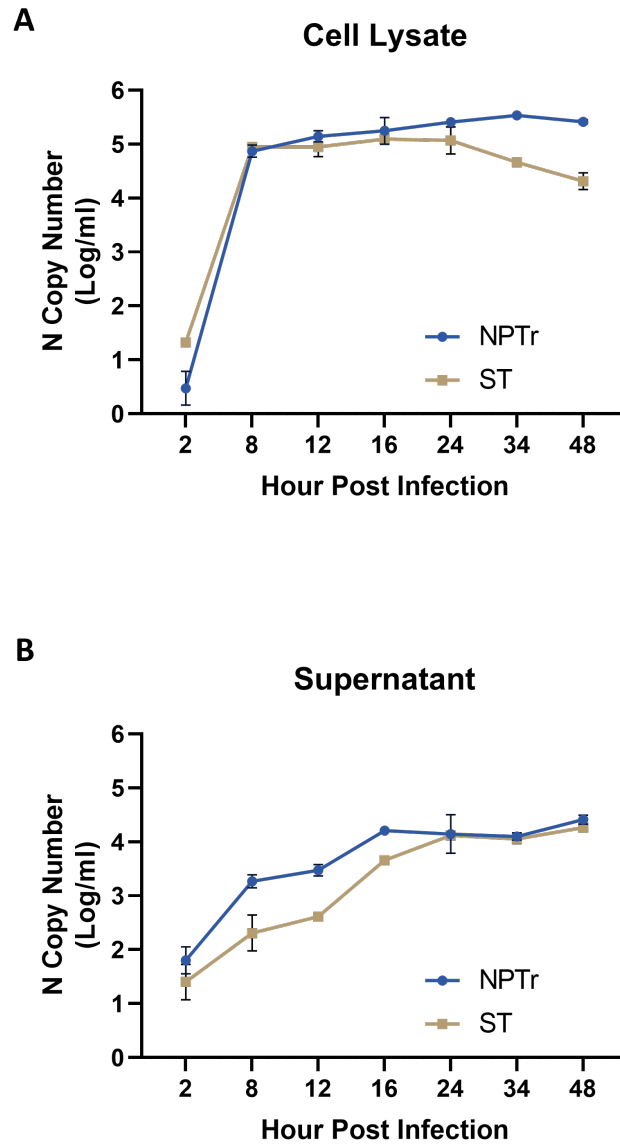 A
Cell Lysate
6
5
4
3
2
1
0
N Copy Number
(Log/ml)
NPTr
ST
2 8 12 16 24 34 48
Hour Post Infection
B
Supernatant
6
5
4
3
2
1
0
N Copy Number
(Log/ml)
NPTr
ST
2 8 12 16 24 34 48
Hour Post Infection